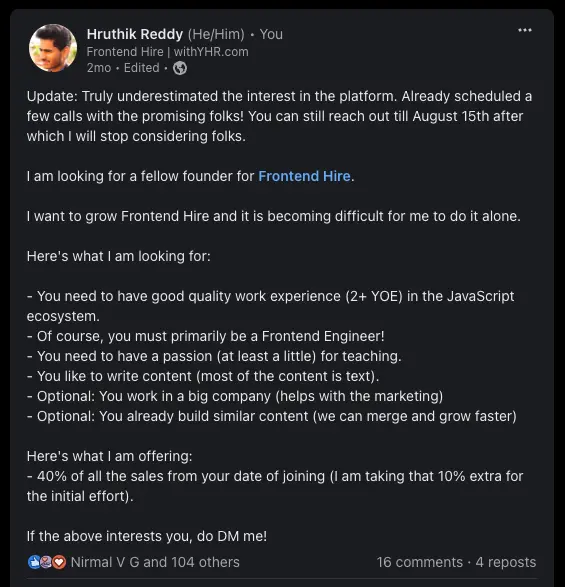 Hruthik Reddy (He/Him) • You
Frontend Hire | withYHR.com
2mo • Edited •
Update: Truly underestimated the interest in the platform. Already scheduled a
few calls with the promising folks! You can still reach out till August 15th after
which I will stop considering folks.
I am looking for a fellow founder for Frontend Hire.
I want to grow Frontend Hire and it is becoming difficult for me to do it alone.
Here's what I am looking for:
- You need to have good quality work experience (2+ YOE) in the JavaScript
ecosystem.
- Of course, you must primarily be a Frontend Engineer!
- You need to have a passion (at least a little) for teaching.
- You like to write content (most of the content is text).
- Optional: You work in a big company (helps with the marketing)
- Optional: You already build similar content (we can merge and grow faster)
Here's what I am offering:
- 40% of all the sales from your date of joining (I am taking that 10% extra for
the initial effort).
If the above interests you, do DM me!
Nirmal V G and 104 others 16 comments · 4 reposts